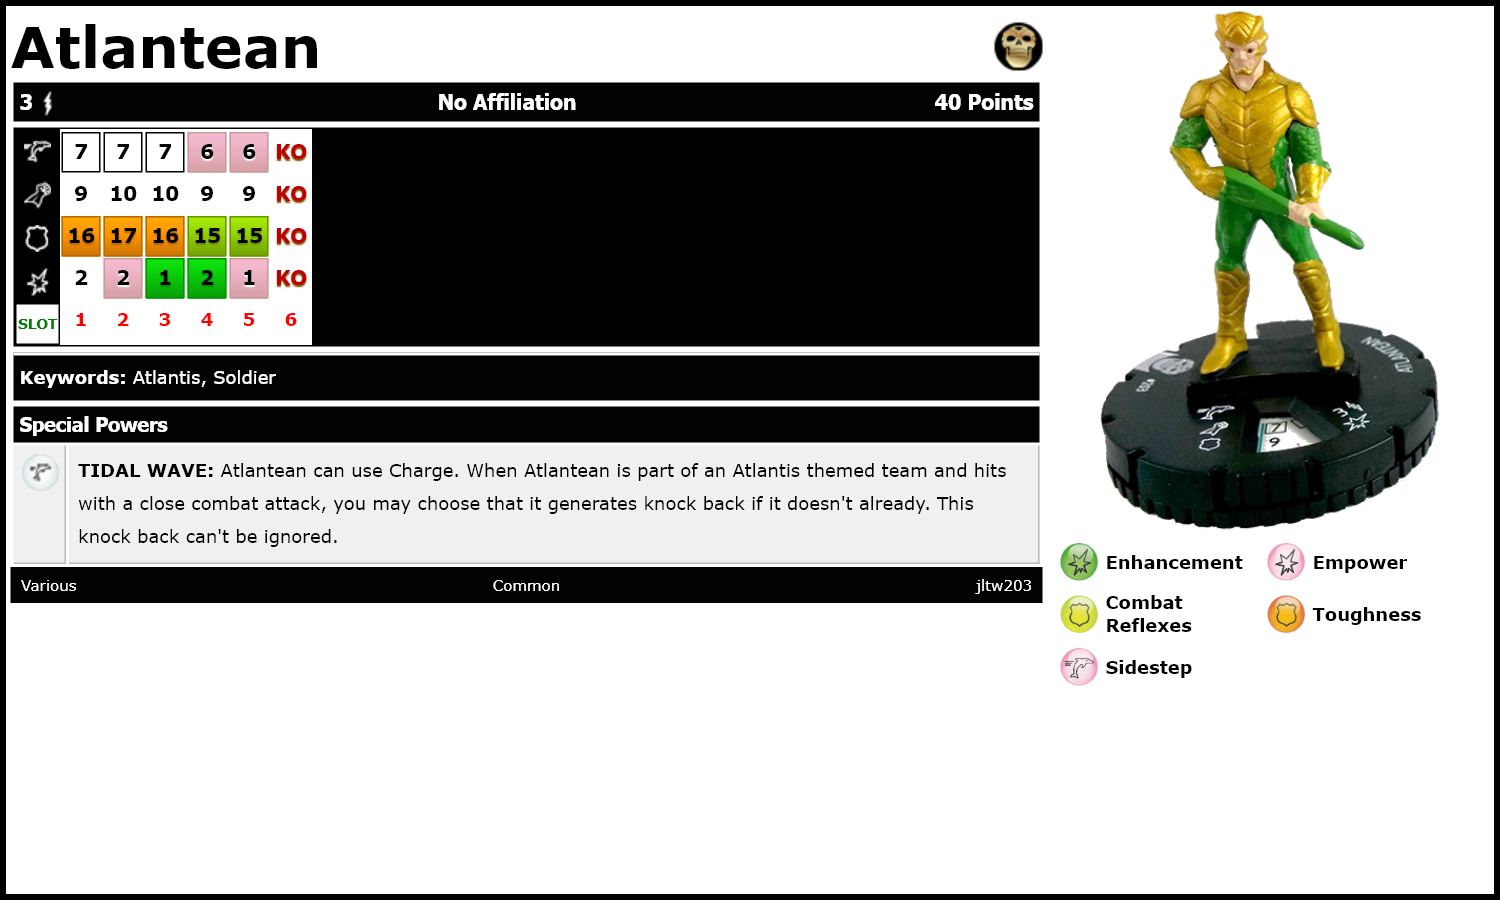 Atlantean
3 No Affiliation 40 Points
7 7 7 6 6 KO
9 10 10 9 9 KO
16 17 16 15 15 KO
2 2 1 2 1 KO
SLOT 1 2 3 4 5 6
Keywords: Atlantis, Soldier
Special Powers
TIDAL WAVE: Atlantean can use Charge. When Atlantean is part of an Atlantis themed team and hits
with a close combat attack, you may choose that it generates knock back if it doesn't already. This
knock back can't be ignored.
Various Common jltw203
ATLANTEAN
7
9
Enhancement Empower
Combat
Reflexes
Toughness
Sidestep